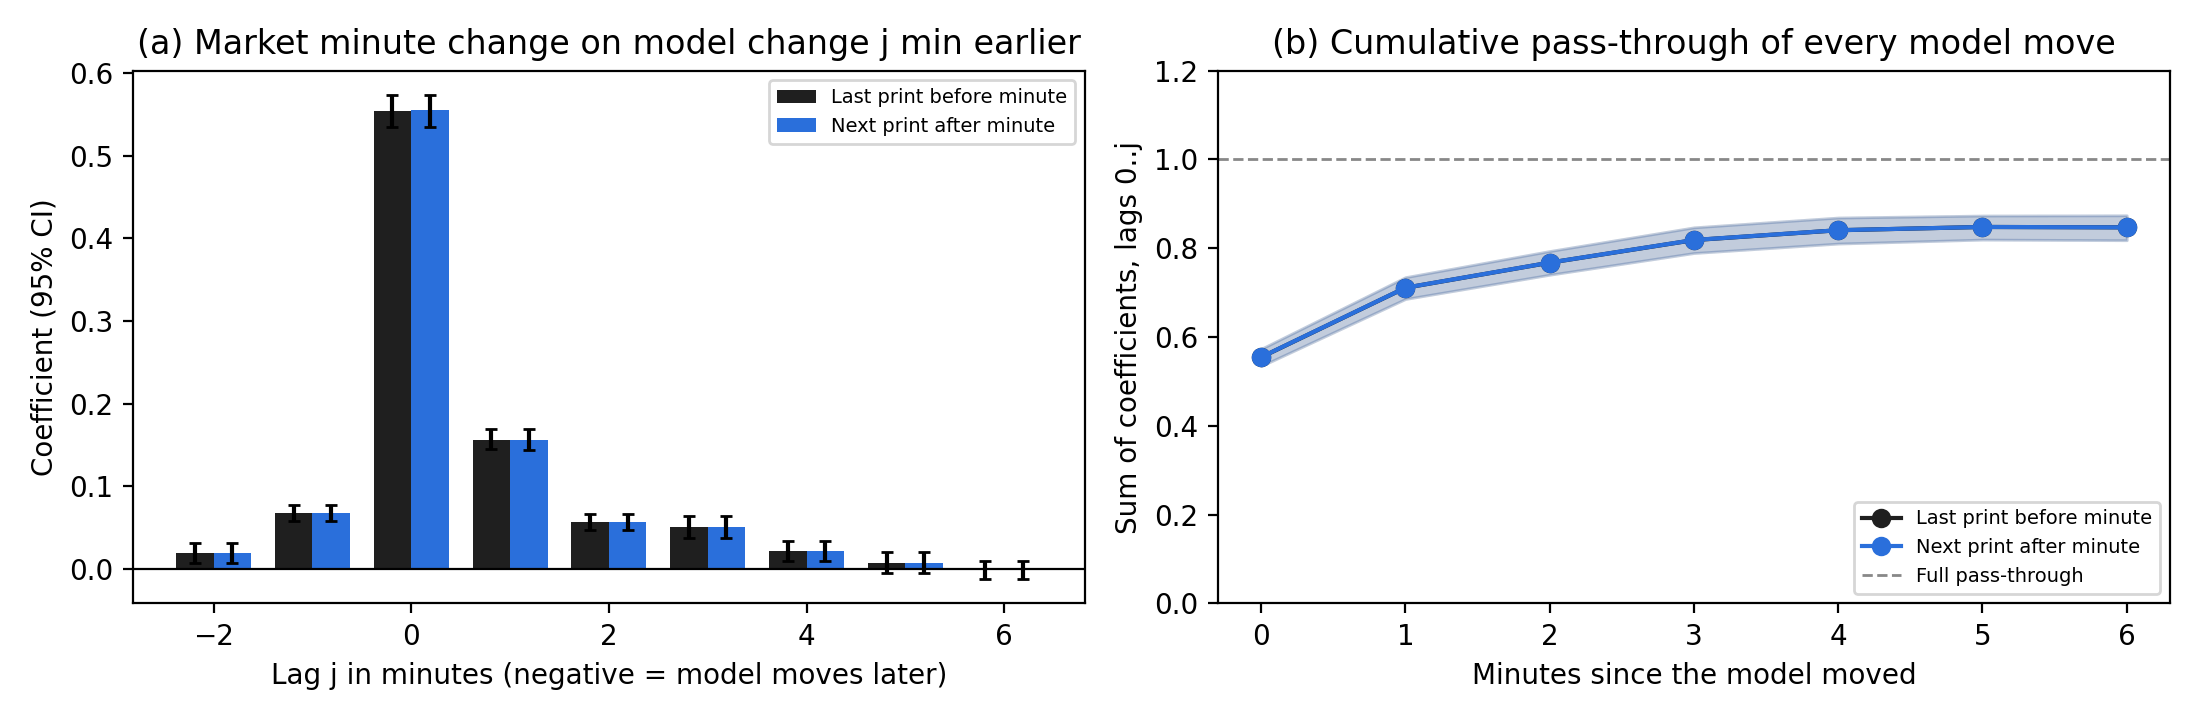 (a) Market minute change on model change j min earlier
Coefficient (95% CI)
0.6
0.5
0.4
0.3
0.2
0.1
0.0
Last print before minute
Next print after minute
−2
0
2
4
6
Lag j in minutes (negative = model moves later)
(b) Cumulative pass-through of every model move
Sum of coefficients, lags 0..j
1.2
1.0
0.8
0.6
0.4
0.2
0.0
Last print before minute
Next print after minute
Full pass-through
0
1
2
3
4
5
6
Minutes since the model moved